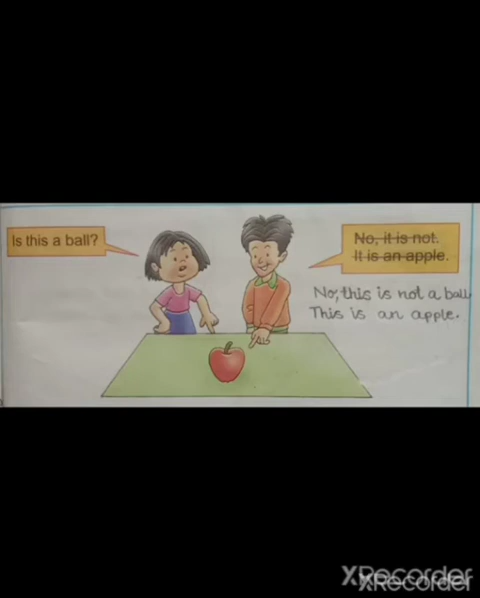 Is this a ball?
No, it is not.
It is an apple.
No, this is not a ball
This is an apple.
XRecorder
XRecorder